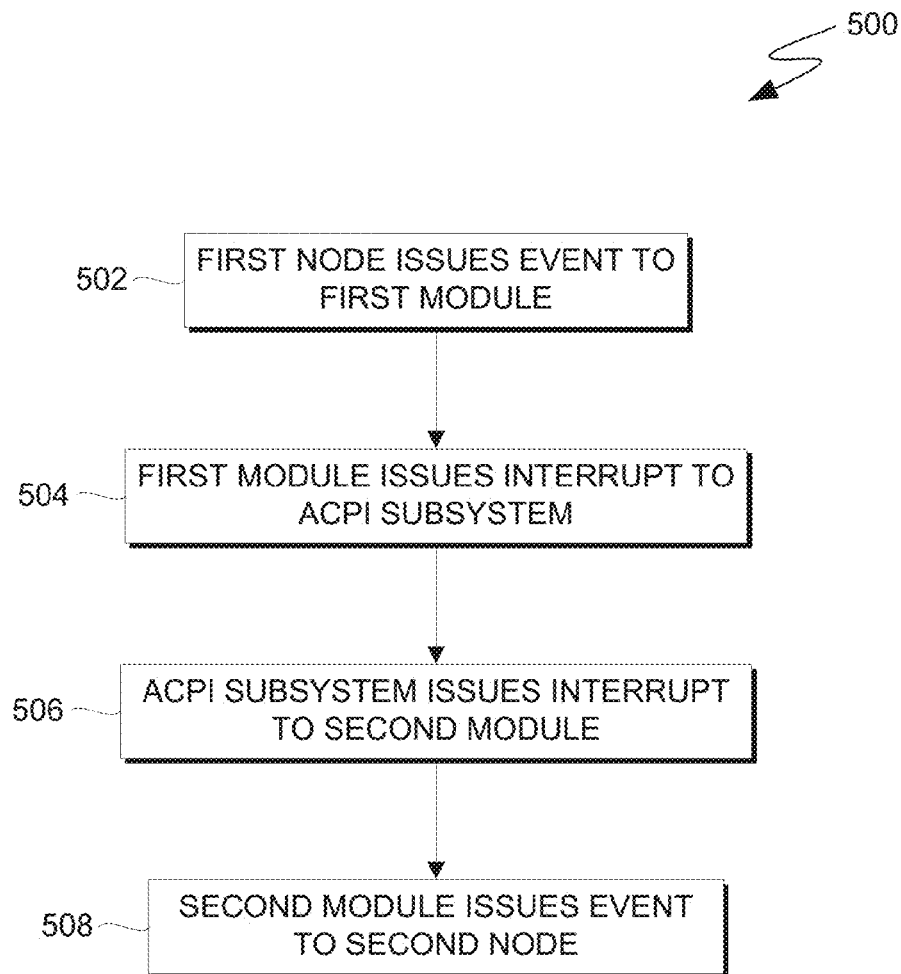 500
502
FIRST NODE ISSUES EVENT TO
FIRST MODULE
504
FIRST MODULE ISSUES INTERRUPT TO
ACPI SUBSYSTEM
506
ACPI SUBSYSTEM ISSUES INTERRUPT
TO SECOND MODULE
508
SECOND MODULE ISSUES EVENT
TO SECOND NODE